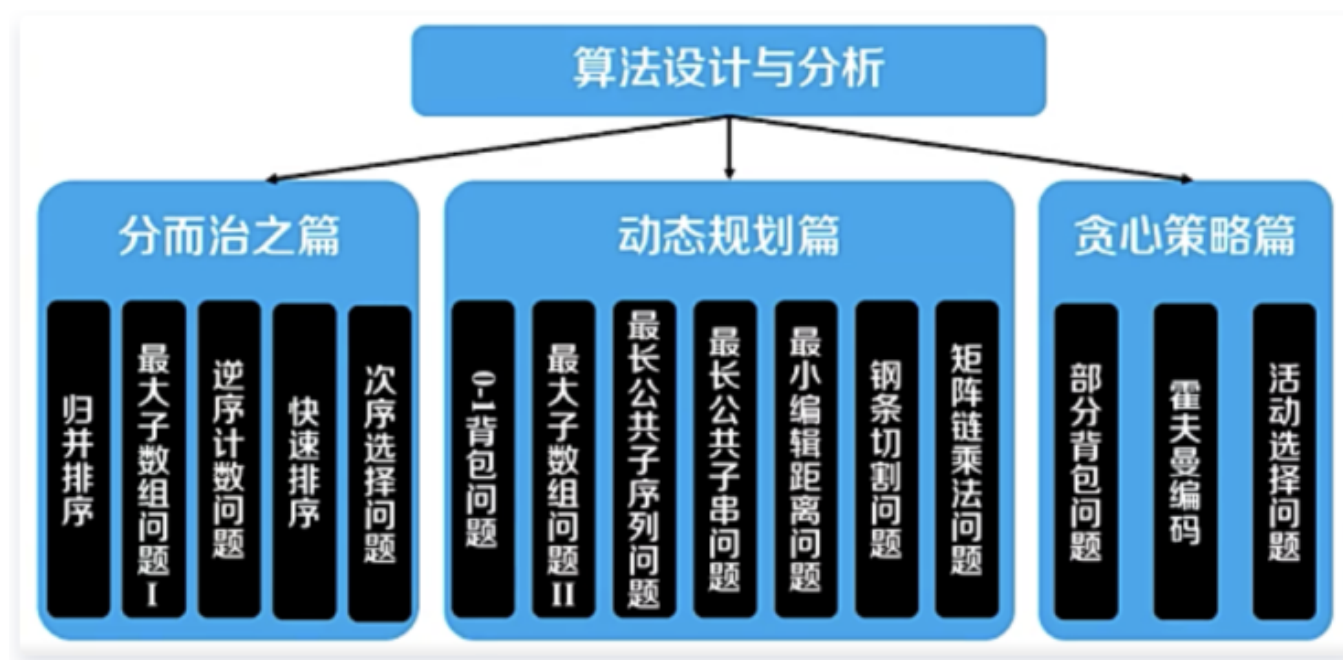 算法设计与分析
分而治之篇
归并排序
最大子数组问题I
逆序计数问题
快速排序
次序选择问题
动态规划篇
0-1背包问题
最大子数组问题II
最长公共子序列问题
最长公共子串问题
最小编辑距离问题
钢条切割问题
矩阵链乘法问题
贪心策略篇
部分背包问题
霍夫曼编码
活动选择问题